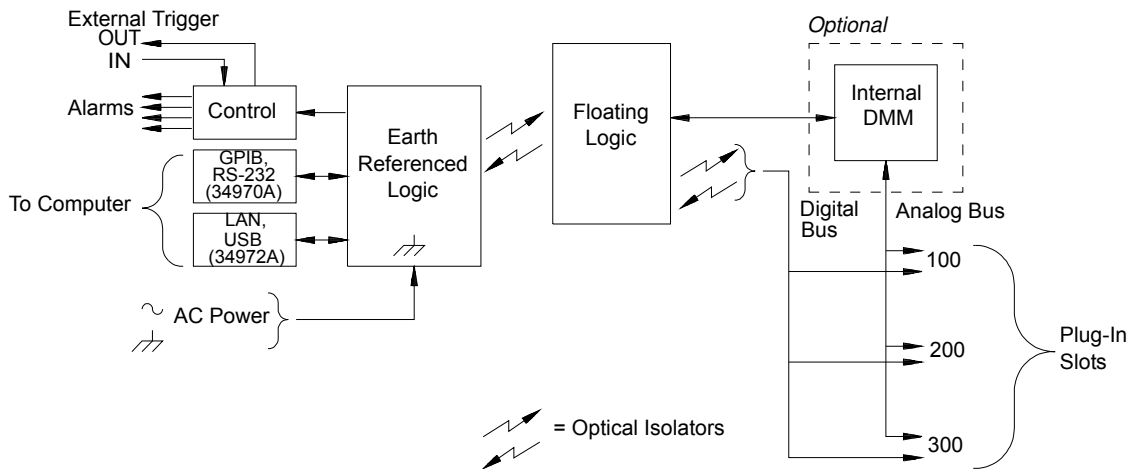 External Trigger
OUT
IN
Alarms
Control
GPIB,
RS-232
(34970A)
To Computer
LAN,
USB
(34972A)
AC Power
Earth
Referenced
Logic
Floating
Logic
Optional
Internal
DMM
Digital
Bus
Analog Bus
100
200
300
Plug-In
Slots
= Optical Isolators